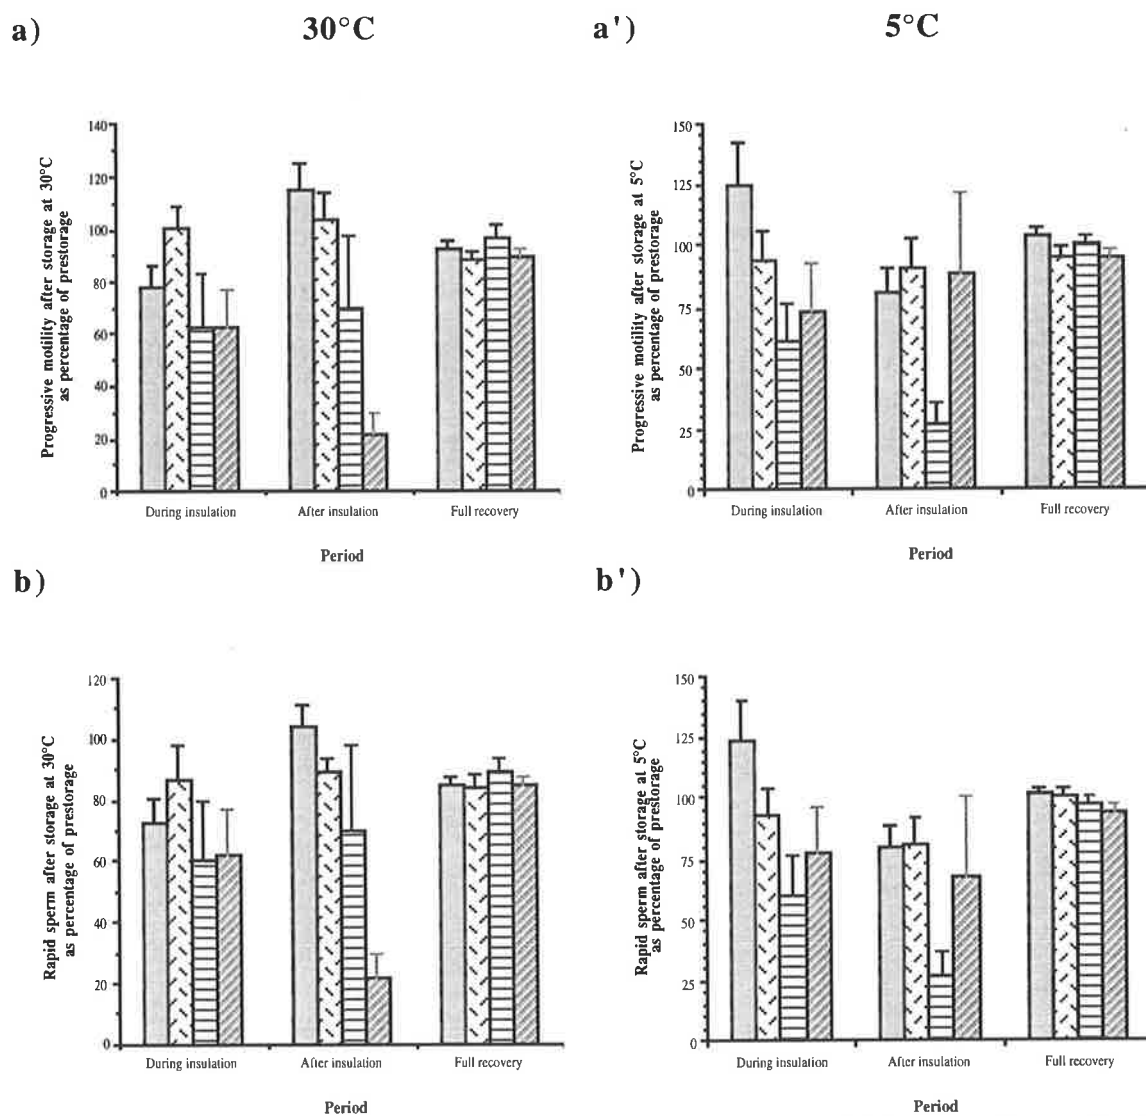 a) 30°C
a') 5°C
Progressive motility after storage at 30°C
as percentage of prestorage
140
120
100
80
60
40
20
0
During insulation After insulation Full recovery
Period
Progressive motility after storage at 5°C
as percentage of prestorage
150
125
100
75
50
25
0
During insulation After insulation Full recovery
Period
b)
b')
Rapid sperm after storage at 30°C
as percentage of prestorage
120
100
80
60
40
20
0
During insulation After insulation Full recovery
Period
Rapid sperm after storage at 5°C
as percentage of prestorage
150
125
100
75
50
25
0
During insulation After insulation Full recovery
Period